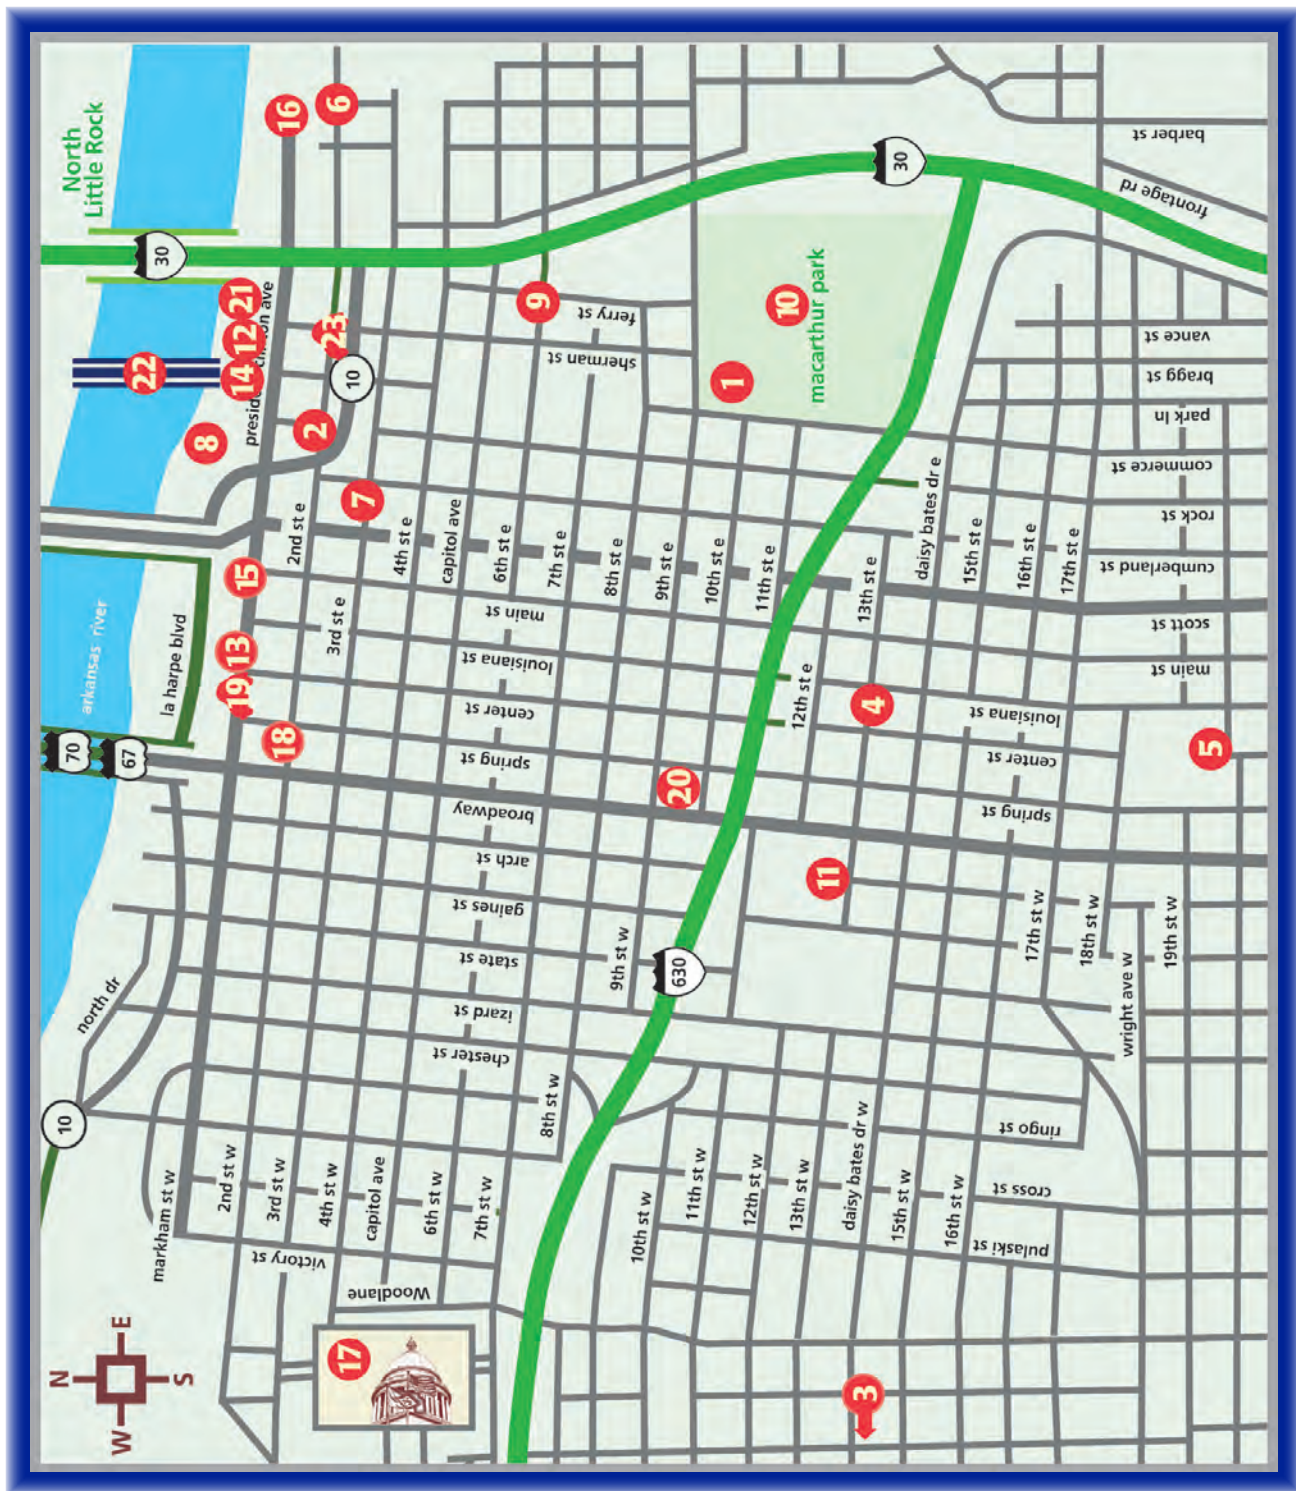 North
Little Rock
16
6
30
30
barber st
frontage rd
21
12
14
22
8
president clinton ave
23
10
2
9
ferry st
sherman st
10
macarthur park
1
vance st
bragg st
park ln
commerce st
rock st
cumberland st
scott st
main st
7
2nd st e
3rd st e
4th st e
capitol ave
6th st e
7th st e
8th st e
9th st e
10th st e
11th st e
12th st e
13th st e
daisy bates dr e
15th st e
16th st e
17th st e
arkansas river
la harpe blvd
15
13
19
18
70
67
main st
louisiana st
center st
spring st
broadway
arch st
gaines st
state st
izard st
chester st
20
4
louisiana st
center st
spring st
5
11
630
9th st w
17th st w
18th st w
19th st w
wright ave w
north dr
10
markham st w
2nd st w
3rd st w
4th st w
capitol ave
6th st w
7th st w
8th st w
10th st w
11th st w
12th st w
13th st w
daisy bates dr w
15th st w
16th st w
ringo st
cross st
pulaski st
victory st
Woodlane
17
3
N
E
S
W